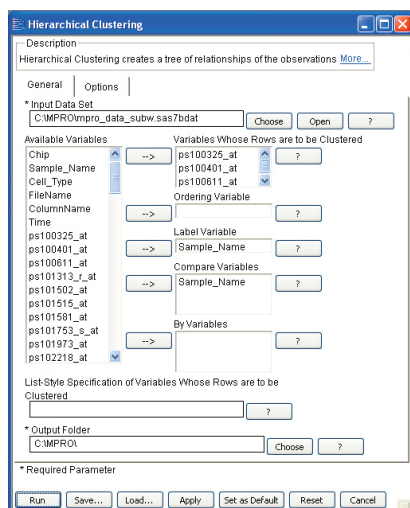 Hierarchical Clustering
Description
Hierarchical Clustering creates a tree of relationships of the observations More...
General Options
* Input Data Set
C:\MPRO\mpro_data_subw.sas7bdat Choose Open ?
Available Variables Variables Whose Rows are to be Clustered
Chip --> ps100325_at ?
Sample_Name ps100401_at
Cell_Type ps100611_at
FileName Ordering Variable
ColumnName --> ?
Time
ps100325_at Label Variable
ps100401_at --> Sample_Name ?
ps100611_at Compare Variables
ps101313_r_at --> Sample_Name ?
ps101502_at
ps101515_at
ps101581_at By Variables
ps101753_s_at --> ?
ps101973_at
ps102218_at
List-Style Specification of Variables Whose Rows are to be
Clustered
?
* Output Folder
C:\MPRO\ Choose ?
* Required Parameter
Run Save... Load... Apply Set as Default Reset Cancel